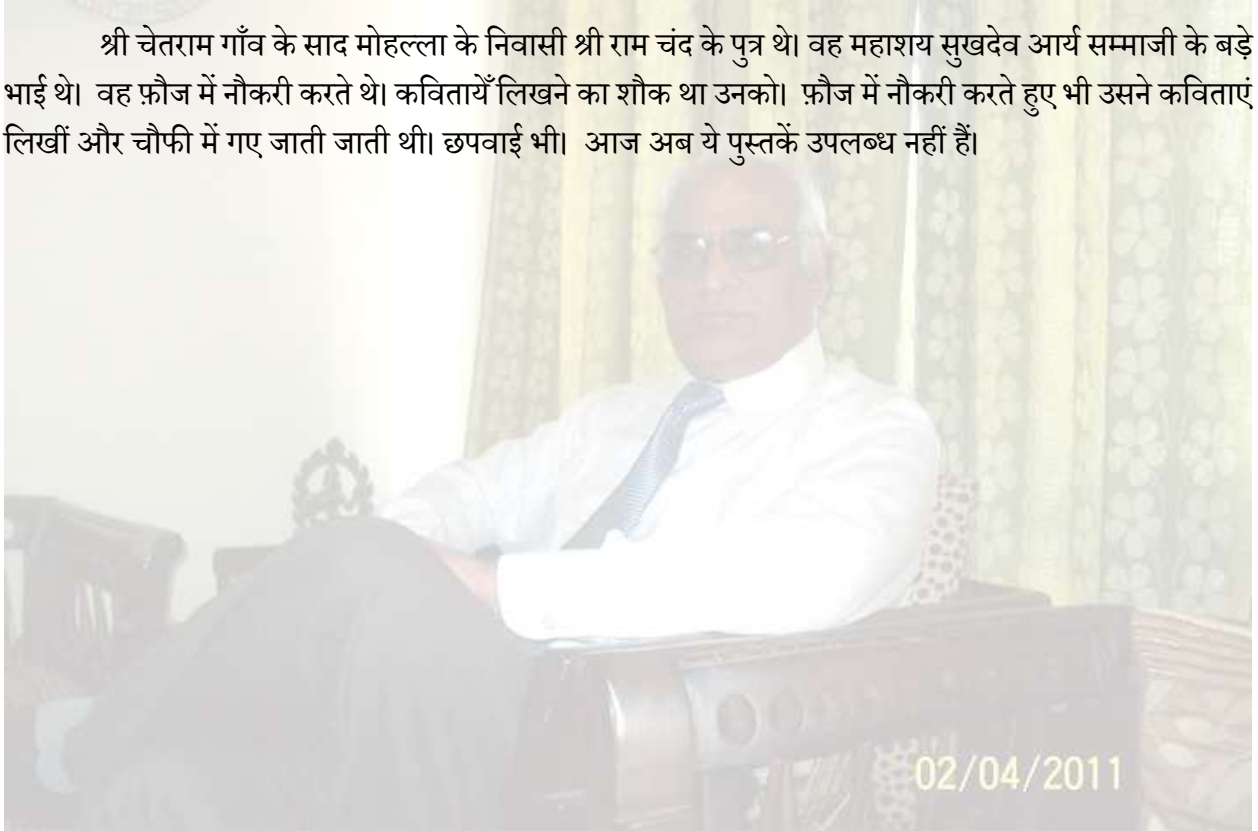 श्री चेतराम गाँव के साद मोहल्ला के निवासी श्री राम चंद के पुत्र थे। वह महाशय सुखदेव आर्य सम्माजी के बड़े
भाई थे। वह फ़ौज में नौकरी करते थे। कवितायेँ लिखने का शौक था उनको। फ़ौज में नौकरी करते हुए भी उसने कविताएं
लिखीं और चौफी में गए जाती जाती थी। छपवाई भी। आज अब ये पुस्तकें उपलब्ध नहीं हैं।
02/04/2011